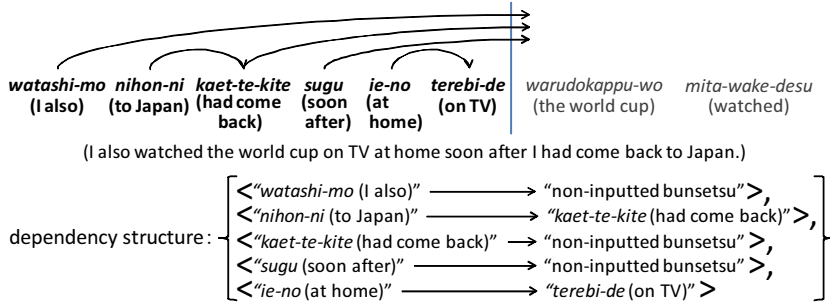 watashi-mo nihon-ni kaet-te-kite sugu ie-no terebi-de warudokappu-wo mita-wake-desu
(I also) (to Japan) (had come back) (soon after) (at home) (on TV) (the world cup) (watched)
(I also watched the world cup on TV at home soon after I had come back to Japan.)
dependency structure :
<“watashi-mo (I also)” → “non-inputted bunsetsu”>,
<“nihon-ni (to Japan)” → “kaet-te-kite (had come back)”>,
<“kaet-te-kite (had come back)” → “non-inputted bunsetsu”>,
<“sugu (soon after)” → “non-inputted bunsetsu”>,
<“ie-no (at home)” → “terebi-de (on TV)”>